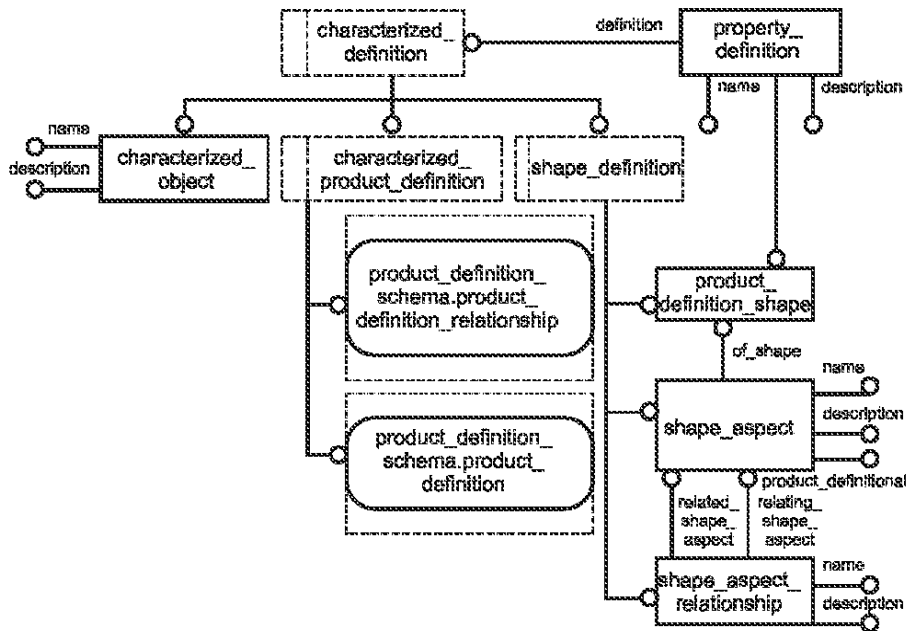 characterized_
definition
definition
property_
definition
name
description
name
description
characterized_
object
characterized_
product_definition
shape_definition
product_definition_
schema.product_
definition_relationship
product_
definition_shape
of_shape
name
description
shape_aspect
product_definitional
product_definition_
schema.product_
definition
related_
shape_
aspect
relating_
shape_
aspect
shape_aspect_
relationship
name
description